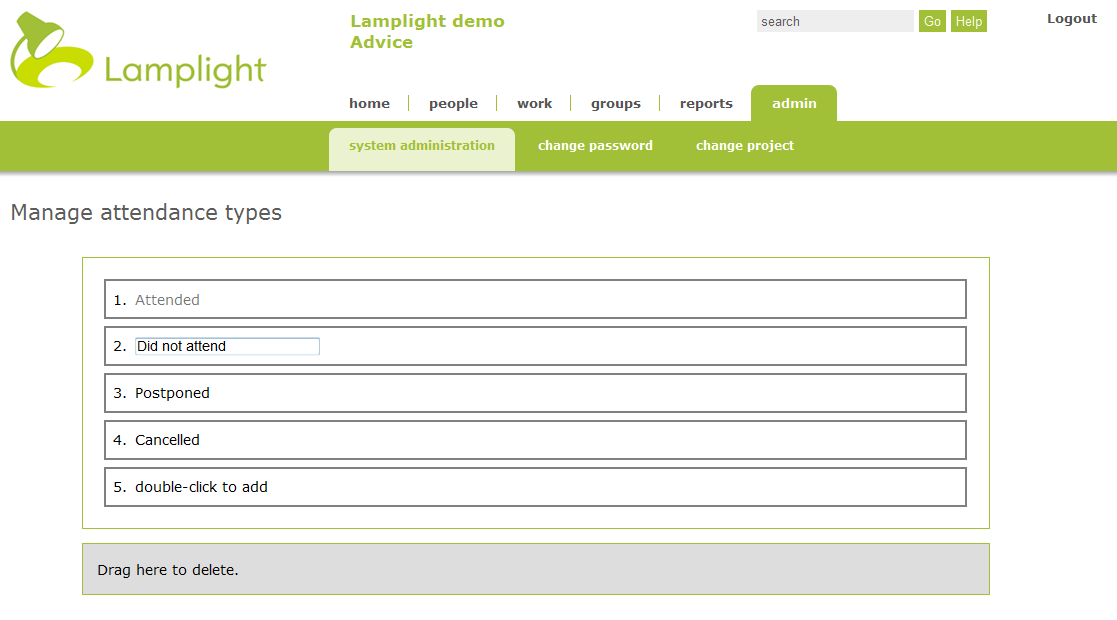 Lamplight
Lamplight demo
Advice
search Go Help
Logout
home people work groups reports admin
system administration change password change project
Manage attendance types
1. Attended
2. Did not attend
3. Postponed
4. Cancelled
5. double-click to add
Drag here to delete.